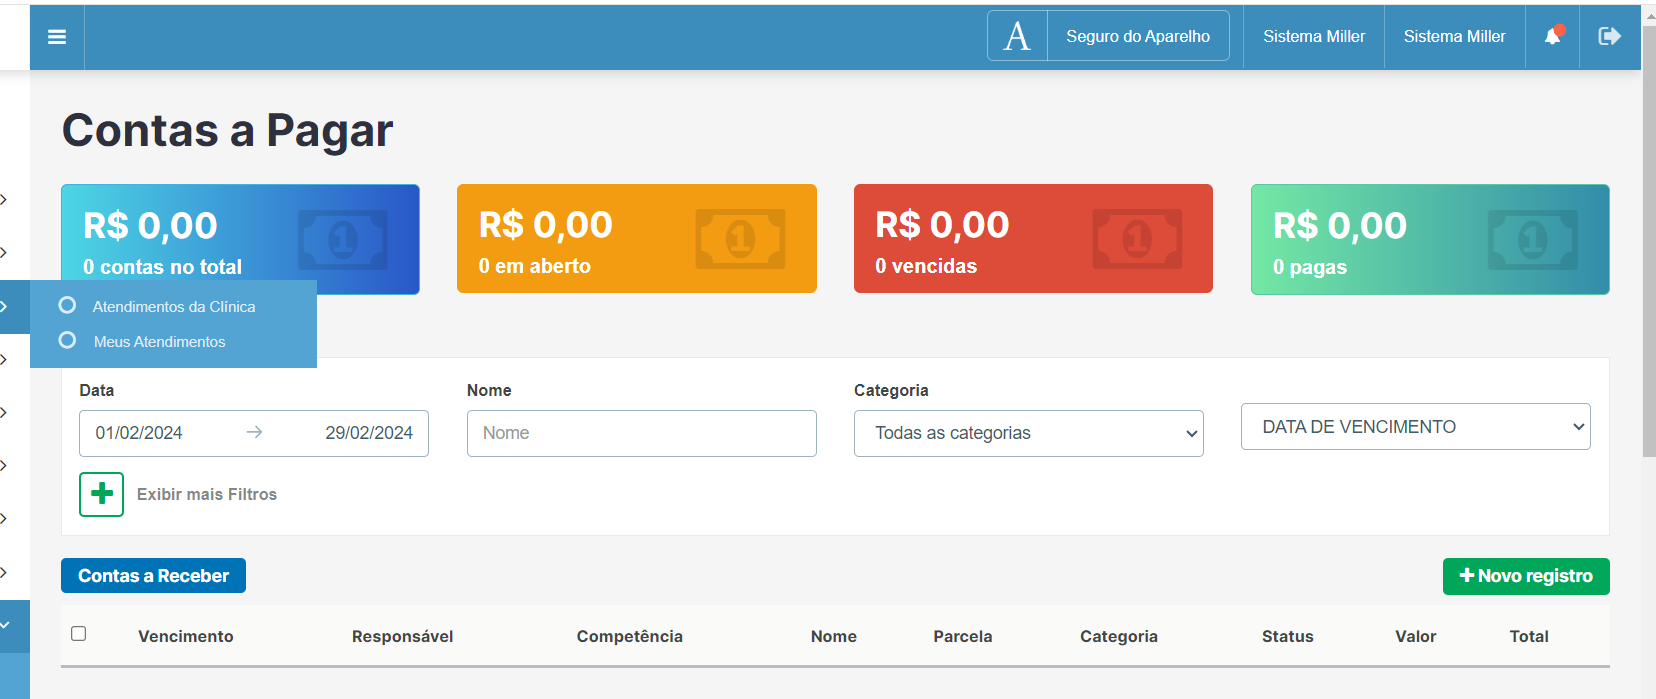 A
Seguro do Aparelho
Sistema Miller
Sistema Miller
Contas a Pagar
R$ 0,00
0 contas no total
R$ 0,00
0 em aberto
R$ 0,00
0 vencidas
R$ 0,00
0 pagas
Atendimentos da Clínica
Meus Atendimentos
Data
01/02/2024
29/02/2024
Nome
Nome
Categoria
Todas as categorias
DATA DE VENCIMENTO
Exibir mais Filtros
Contas a Receber
Novo registro
Vencimento Responsável Competência Nome Parcela Categoria Status Valor Total